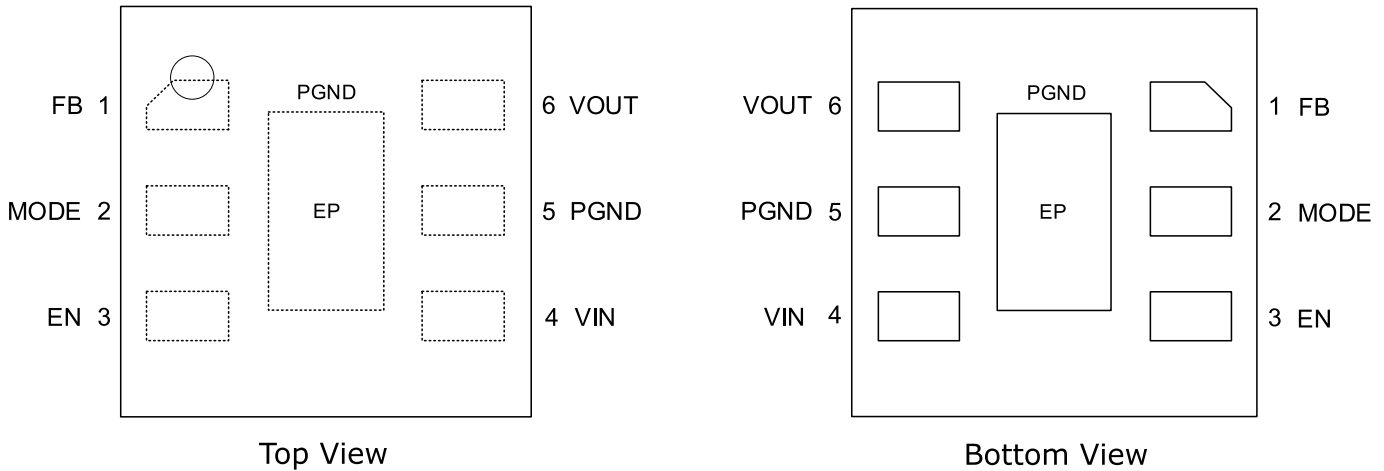 PGND
FB 1
6 VOUT
MODE 2
EP
5 PGND
EN 3
4 VIN
Top View
PGND
VOUT 6
1 FB
PGND 5
EP
2 MODE
VIN 4
3 EN
Bottom View